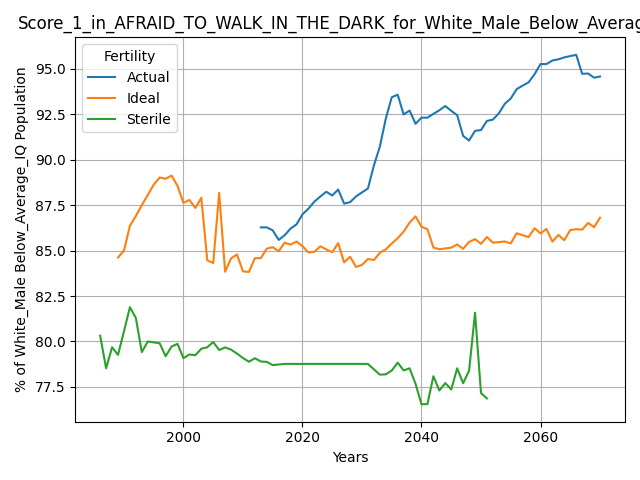 Score_1_in_AFRAID_TO_WALK_IN_THE_DARK_for_White_Male_Below_Averag
Fertility
Actual
Ideal
Sterile
95.0
92.5
90.0
87.5
85.0
82.5
80.0
77.5
% of White_Male Below_Average_IQ Population
2000
2020
2040
2060
Years